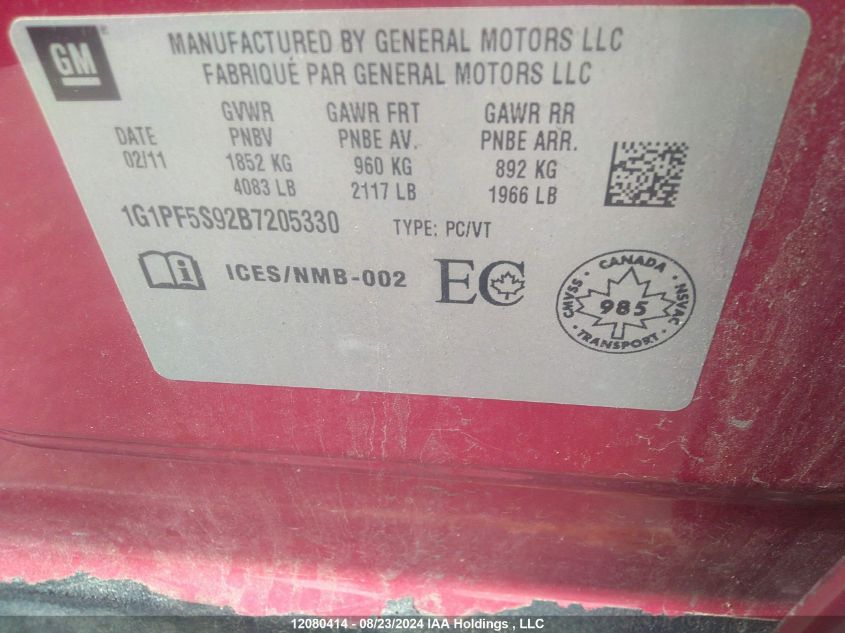 GM
MANUFACTURED BY GENERAL MOTORS LLC
FABRIQUÉ PAR GENERAL MOTORS LLC
GVWR GAWR FRT GAWR RR
DATE PNBV PNBE AV. PNBE ARR.
02/11 1852 KG 960 KG 892 KG
4083 LB 2117 LB 1966 LB
1G1PF5S92B7205330 TYPE: PC/VT
i ICES/NMB-002 EC
CANADA
CMVSS 985 NSVAC
TRANSPORT
12080414 - 08/23/2024 IAA Holdings , LLC